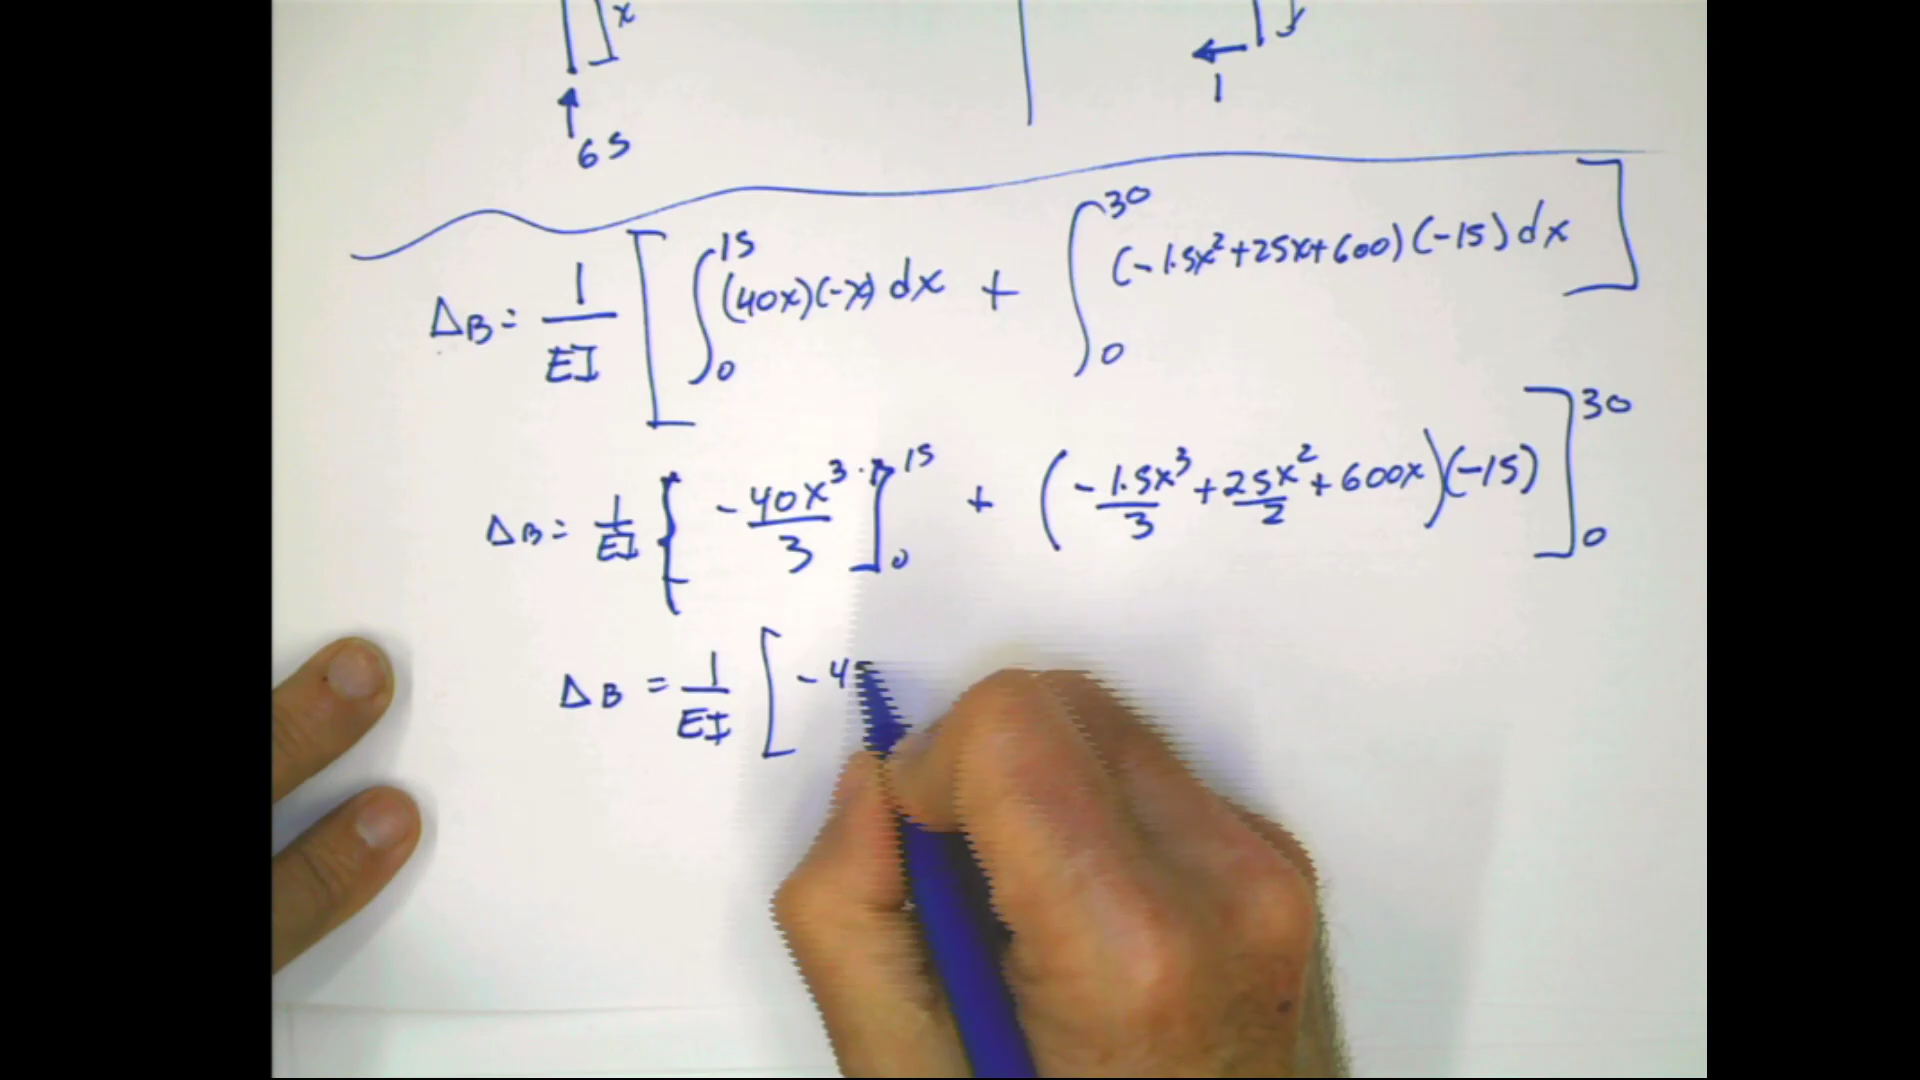 x
65
1
ΔB = 1/EI [ ∫₀¹⁵ (40x)(-x) dx + ∫₀³⁰ (-1.5x²+25x+600)(-15) dx ]
ΔB = 1/EI { -40x³/3 ]₀¹⁵ + ( -1.5x³/3 + 25x²/2 + 600x )(-15) ]₀³⁰
ΔB = 1/EI [ -4